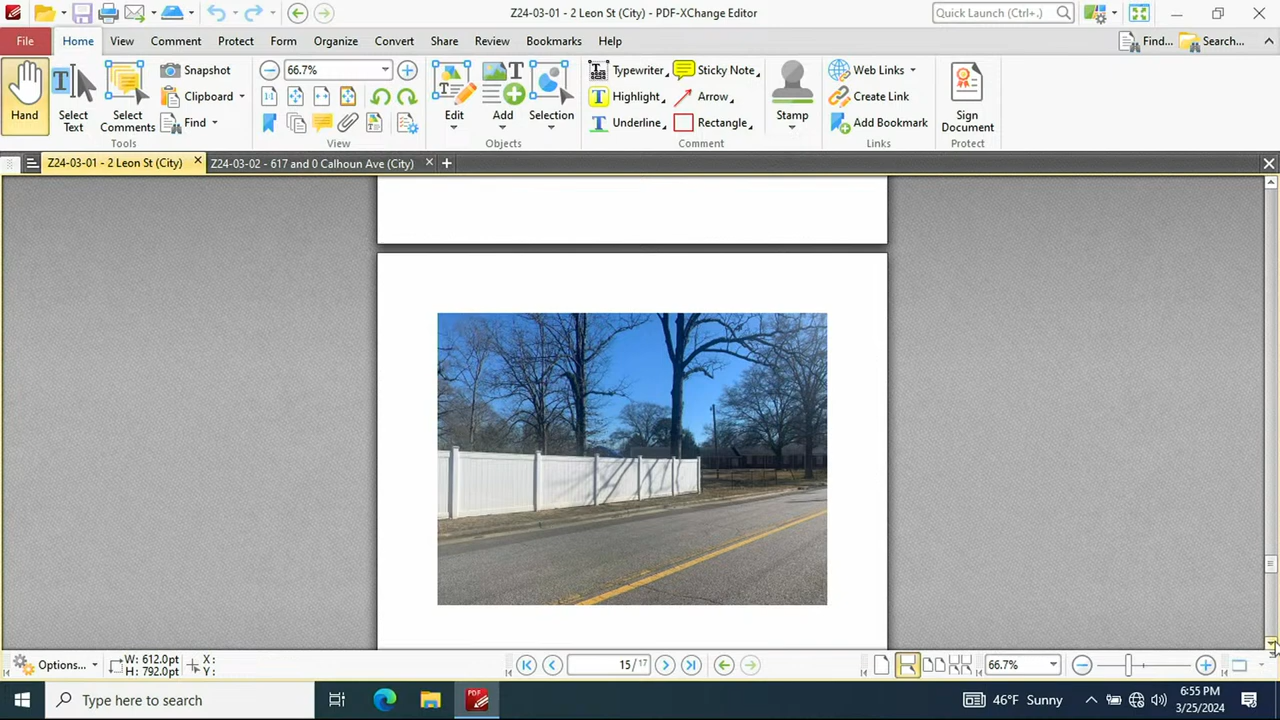 Z24-03-01 - 2 Leon St (City) - PDF-XChange Editor
Quick Launch (Ctrl+.)
File
Home
View
Comment
Protect
Form
Organize
Convert
Share
Review
Bookmarks
Help
Find...
Search...
Hand
Select Text
Select Comments
Snapshot
Clipboard
Find
Tools
66.7%
View
Edit
Add
Selection
Objects
Typewriter
Highlight
Underline
Sticky Note
Arrow
Rectangle
Stamp
Comment
Web Links
Create Link
Add Bookmark
Links
Sign Document
Protect
Z24-03-01 - 2 Leon St (City)
Z24-03-02 - 617 and 0 Calhoun Ave (City)
Options...
W: 612.0pt
H: 792.0pt
X:
Y:
15 / 17
66.7%
Type here to search
46°F Sunny
6:55 PM
3/25/2024